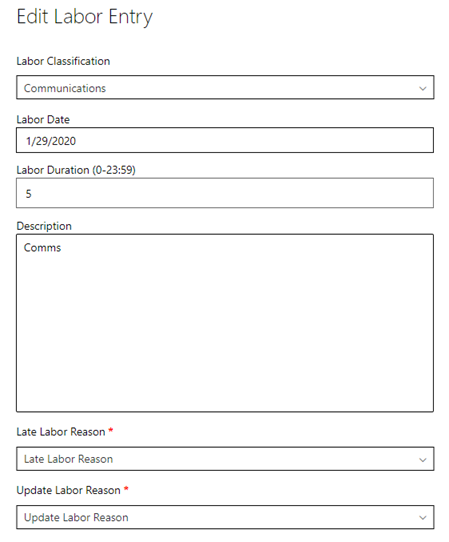 Edit Labor Entry
Labor Classification
Communications
Labor Date
1/29/2020
Labor Duration (0-23:59)
5
Description
Comms
Late Labor Reason *
Late Labor Reason
Update Labor Reason *
Update Labor Reason